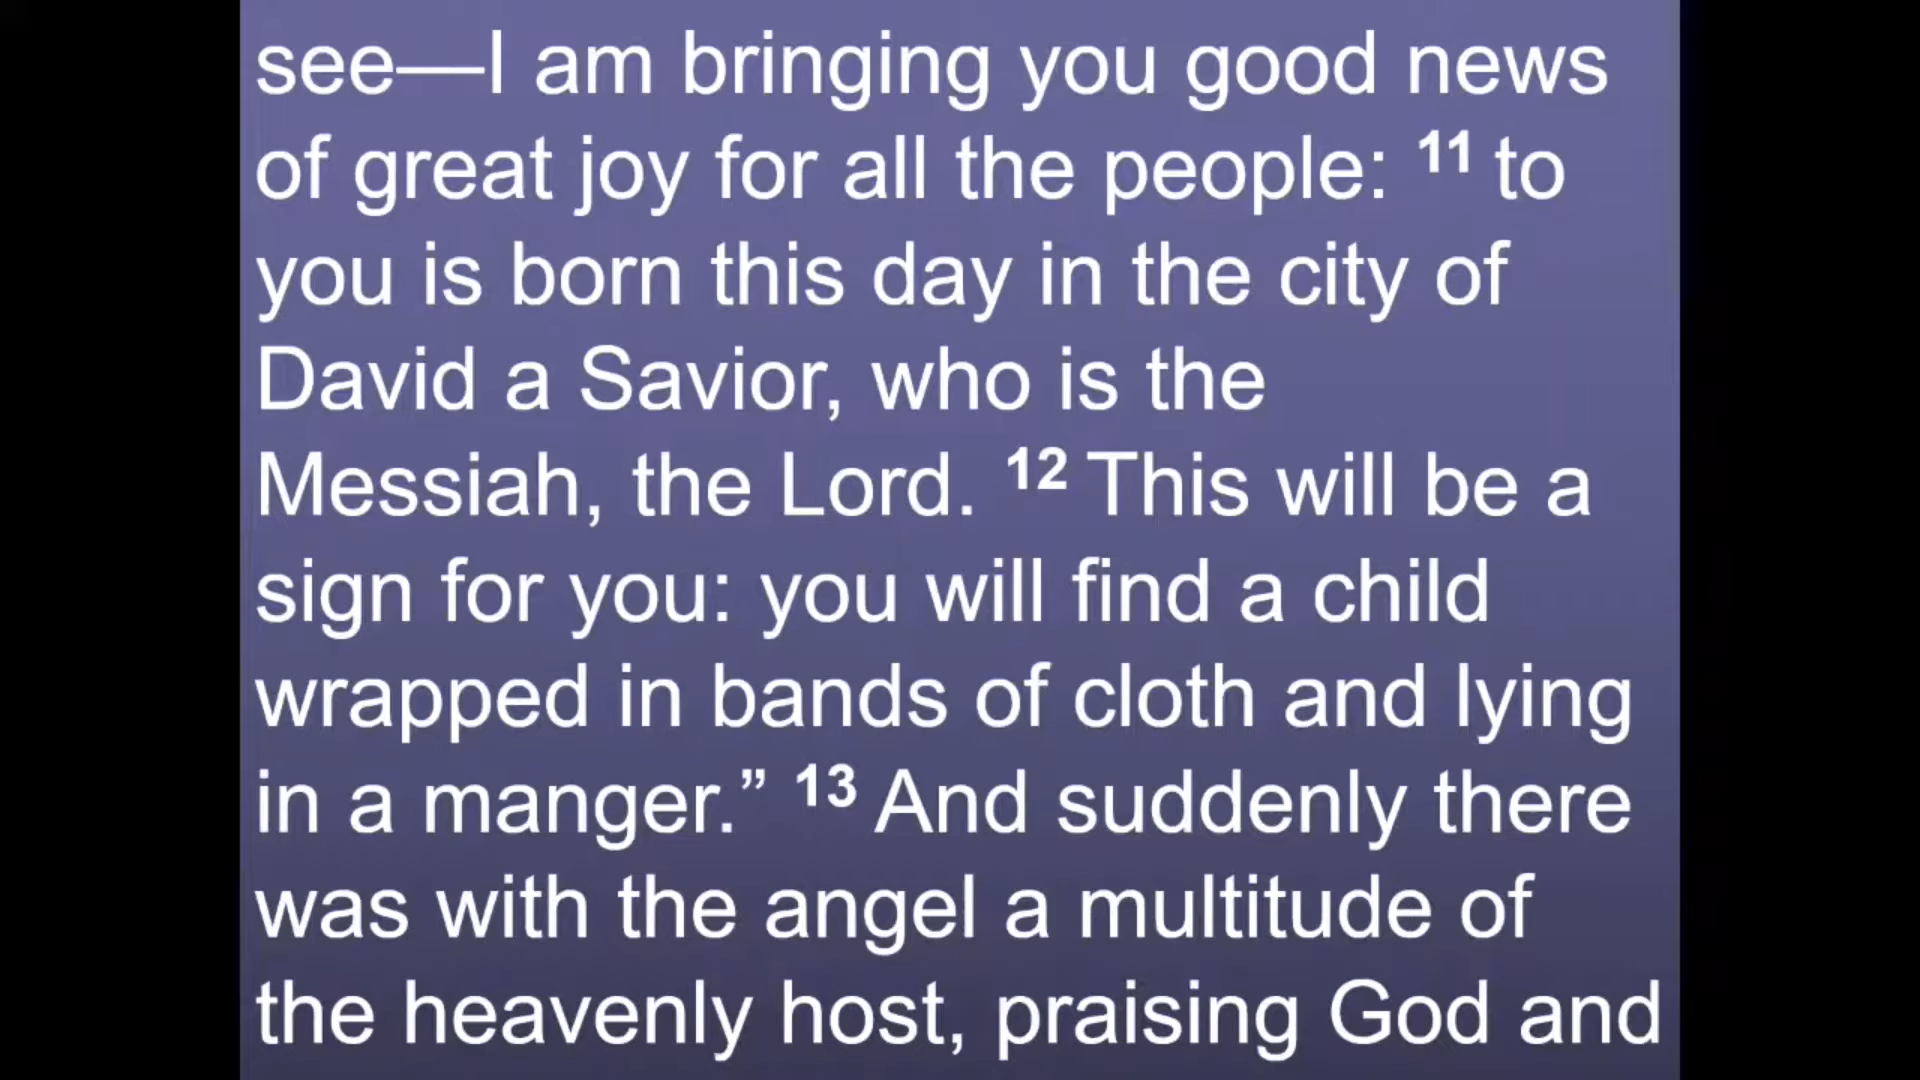 see—I am bringing you good news
of great joy for all the people: 11 to
you is born this day in the city of
David a Savior, who is the
Messiah, the Lord. 12 This will be a
sign for you: you will find a child
wrapped in bands of cloth and lying
in a manger.” 13 And suddenly there
was with the angel a multitude of
the heavenly host, praising God and